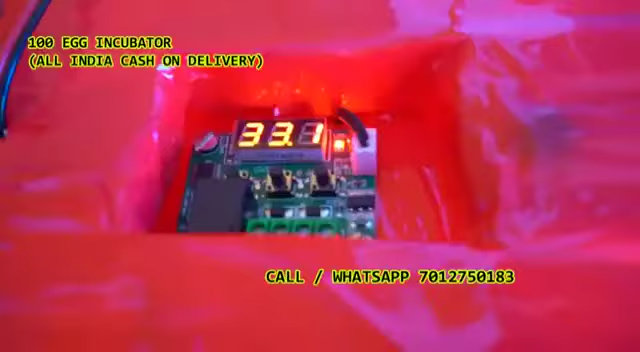 100 EGG INCUBATOR
(ALL INDIA CASH ON DELIVERY)
33.1
CALL / WHATSAPP 7012750183